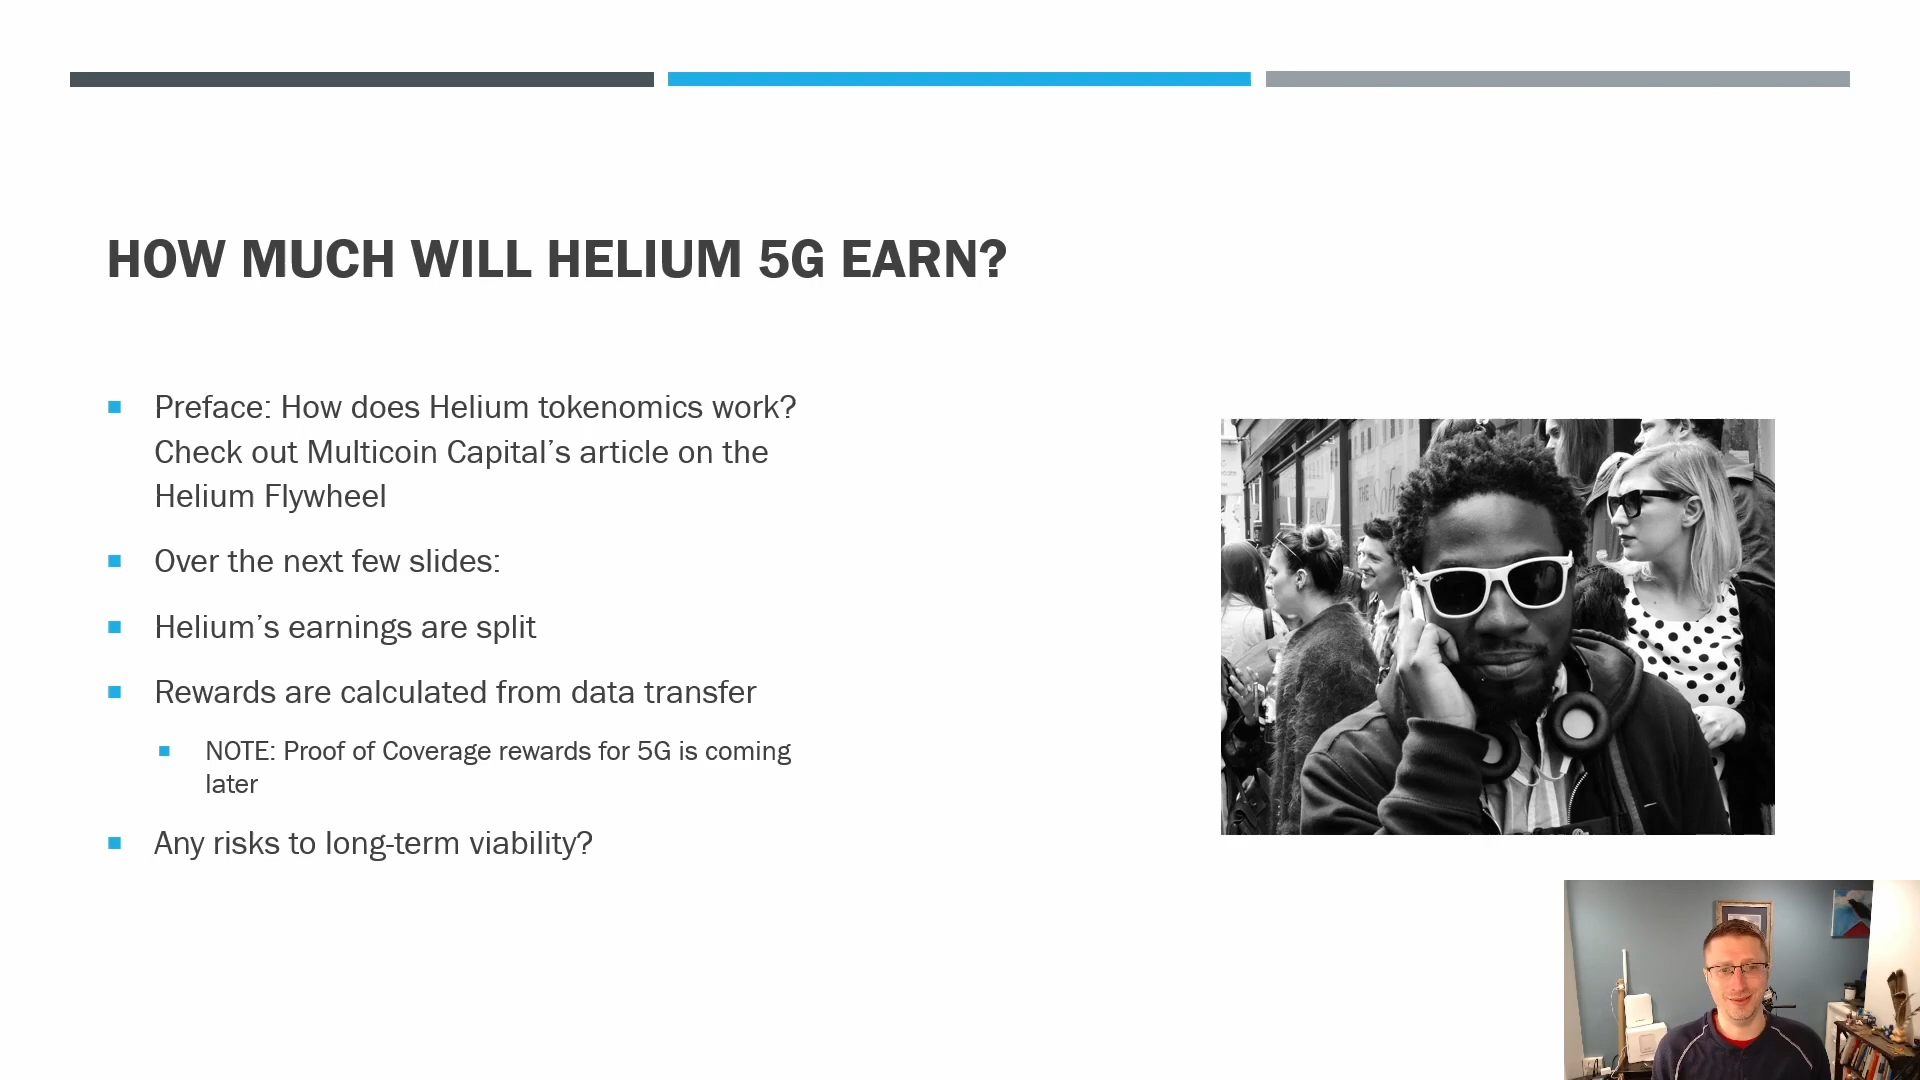 HOW MUCH WILL HELIUM 5G EARN?
Preface: How does Helium tokenomics work?
Check out Multicoin Capital’s article on the
Helium Flywheel
Over the next few slides:
Helium’s earnings are split
Rewards are calculated from data transfer
NOTE: Proof of Coverage rewards for 5G is coming
later
Any risks to long-term viability?
THE